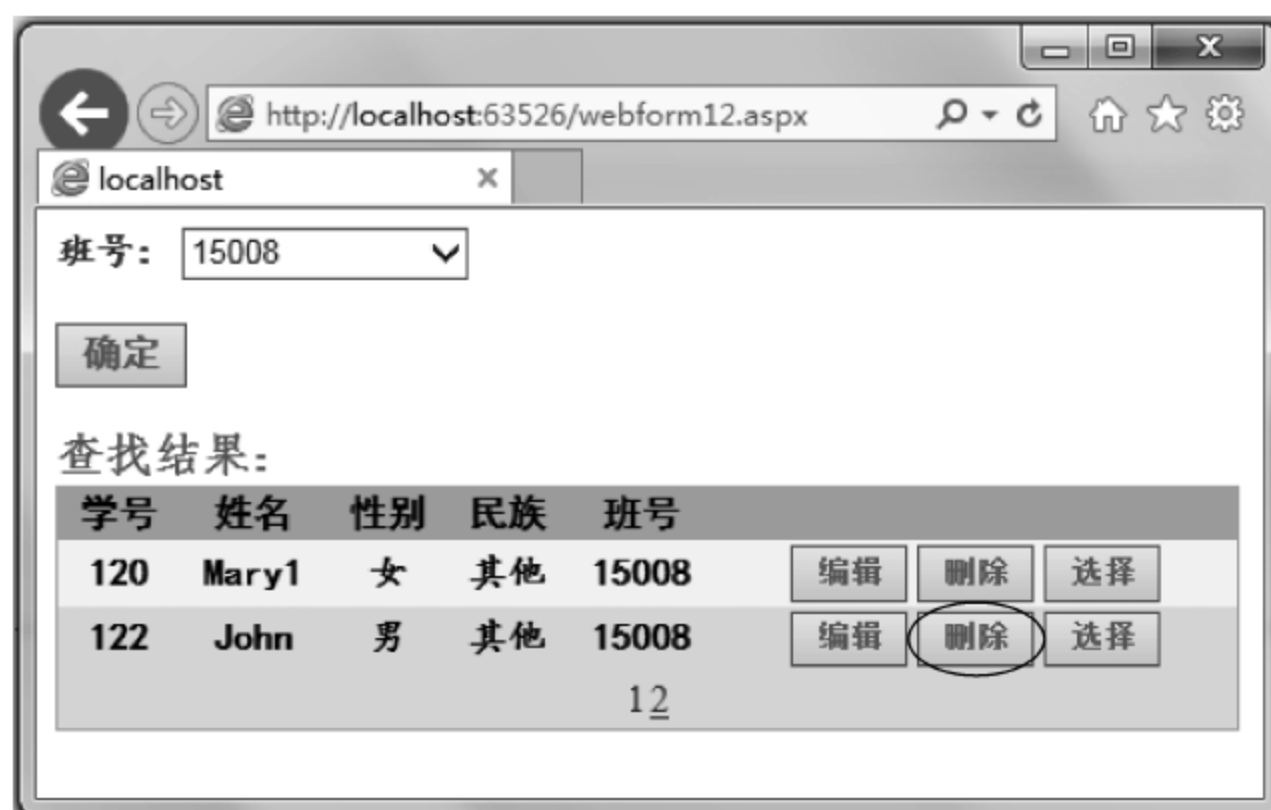 http://localhost:63526/webform12.aspx
localhost
班号： 15008
确定
查找结果：
学号 姓名 性别 民族 班号
120 Mary1 女 其他 15008 编辑 删除 选择
122 John 男 其他 15008 编辑 删除 选择
1 2